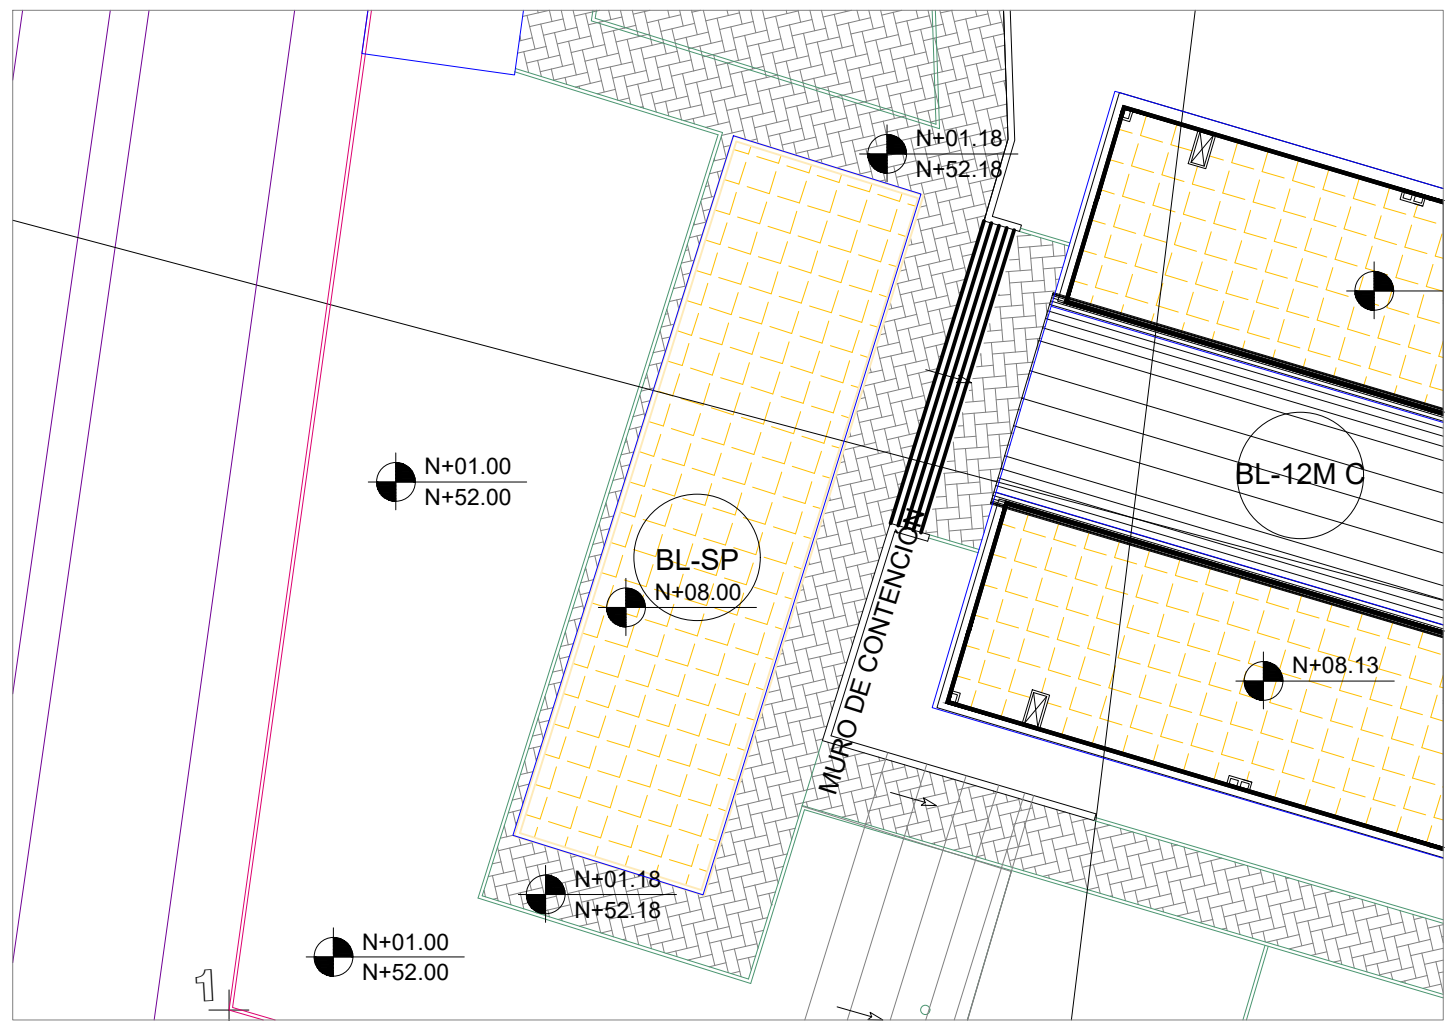 N+01.18
N+52.18
N+01.00
N+52.00
BL-12M C
BL-SP
N+08.00
MURO DE CONTENCION
N+08.13
N+01.18
N+52.18
N+01.00
N+52.00
1